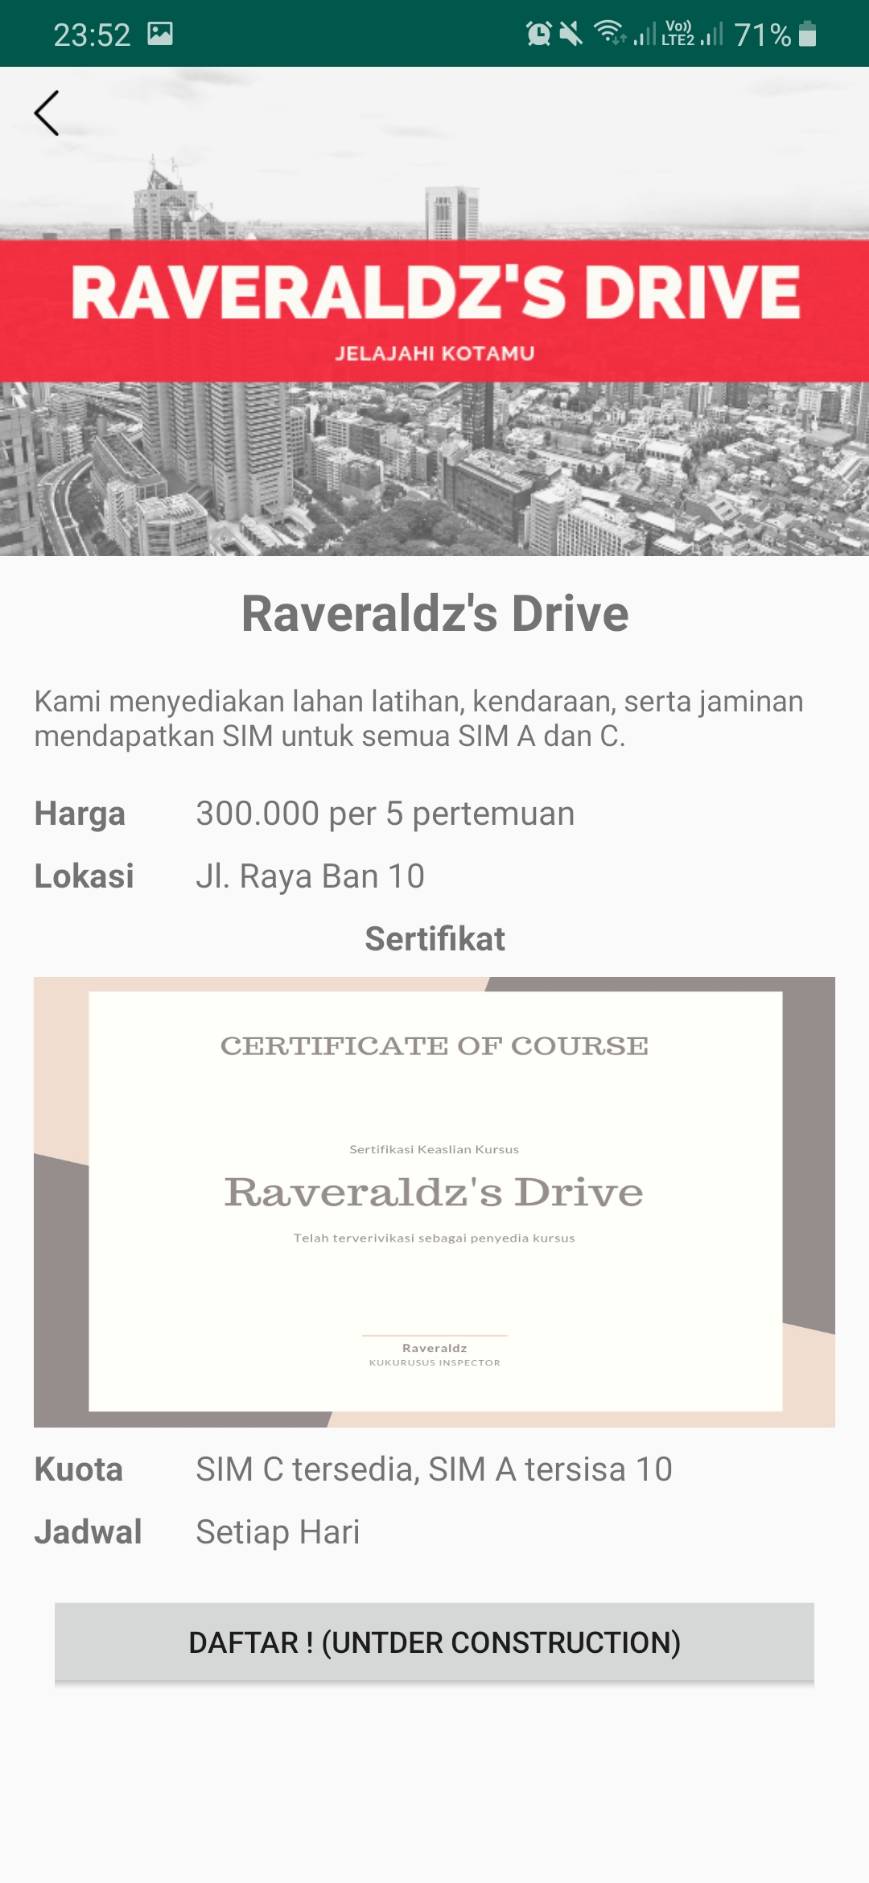 23:52
Vo))
LTE2
71%
RAVERALDZ'S DRIVE
JELAJAHI KOTAMU
Raveraldz's Drive
Kami menyediakan lahan latihan, kendaraan, serta jaminan
mendapatkan SIM untuk semua SIM A dan C.
Harga 300.000 per 5 pertemuan
Lokasi Jl. Raya Ban 10
Sertifikat
CERTIFICATE OF COURSE
Sertifikasi Keaslian Kursus
Raveraldz's Drive
Telah terverivikasi sebagai penyedia kursus
Raveraldz
KUKURUSUS INSPECTOR
Kuota SIM C tersedia, SIM A tersisa 10
Jadwal Setiap Hari
DAFTAR ! (UNTDER CONSTRUCTION)